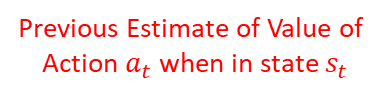 Previous Estimate of Value of
Action a_t when in state s_t